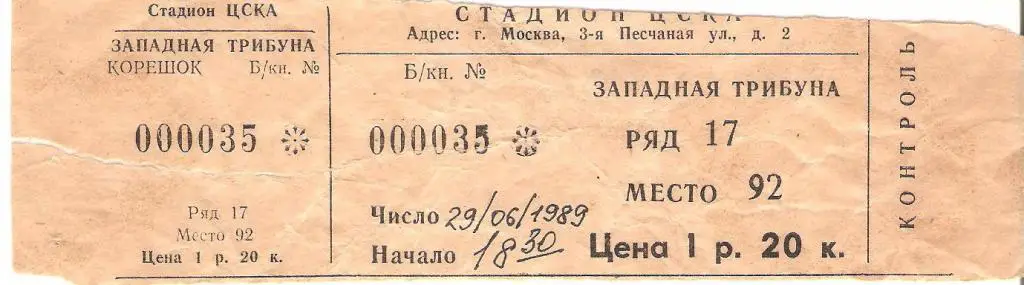 Стадион ЦСКА
ЗАПАДНАЯ ТРИБУНА
КОРЕШОК Б/кн. №
000035
Ряд 17
Место 92
Цена 1 р. 20 к.
СТАДИОН ЦСКА
Адрес: г. Москва, 3-я Песчаная ул., д. 2
Б/кн. №
ЗАПАДНАЯ ТРИБУНА
000035
РЯД 17
МЕСТО 92
Число 29/06/1989
Начало 18 30
Цена 1 р. 20 к.
КОНТРОЛЬ